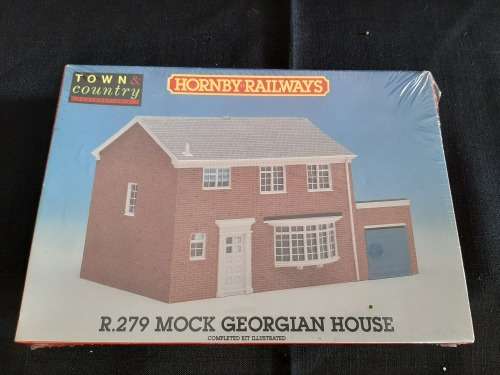 TOWN &
country
HORNBY RAILWAYS
R.279 MOCK GEORGIAN HOUSE
COMPLETED KIT ILLUSTRATED